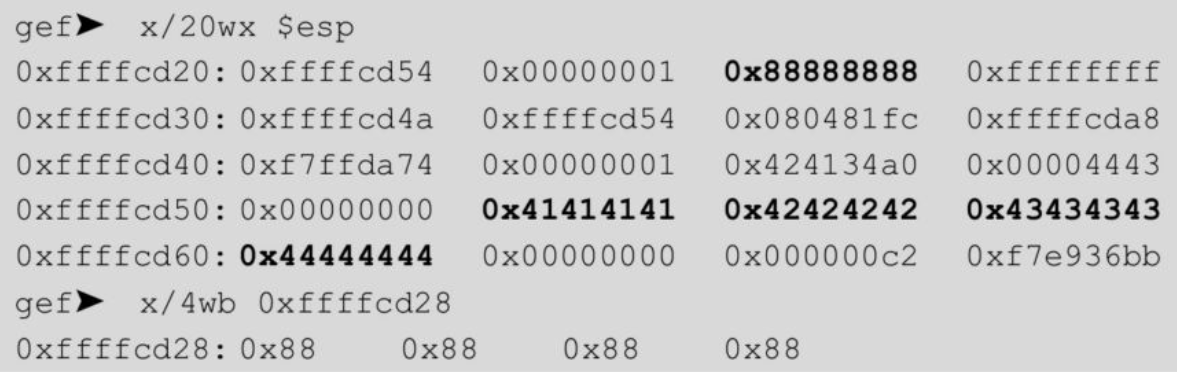 gef➤ x/20wx $esp
0xffffcd20: 0xffffcd54 0x00000001 0x88888888 0xffffffff
0xffffcd30: 0xffffcd4a 0xffffcd54 0x080481fc 0xffffcda8
0xffffcd40: 0xf7ffda74 0x00000001 0x424134a0 0x00004443
0xffffcd50: 0x00000000 0x41414141 0x42424242 0x43434343
0xffffcd60: 0x44444444 0x00000000 0x000000c2 0xf7e936bb
gef➤ x/4wb 0xffffcd28
0xffffcd28: 0x88 0x88 0x88 0x88